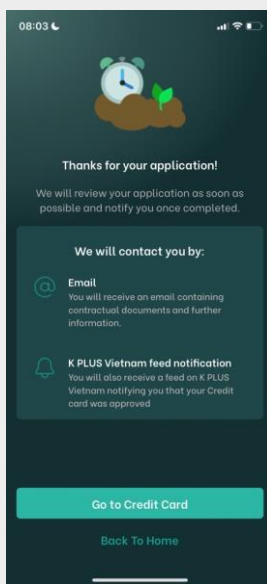 08:03
Thanks for your application!
We will review your application as soon as
possible and notify you once completed.
We will contact you by:
Email
You will receive an email containing
contractual documents and further
information.
K PLUS Vietnam feed notification
You will also receive a feed on K PLUS
Vietnam notifying you that your Credit
card was approved
Go to Credit Card
Back To Home